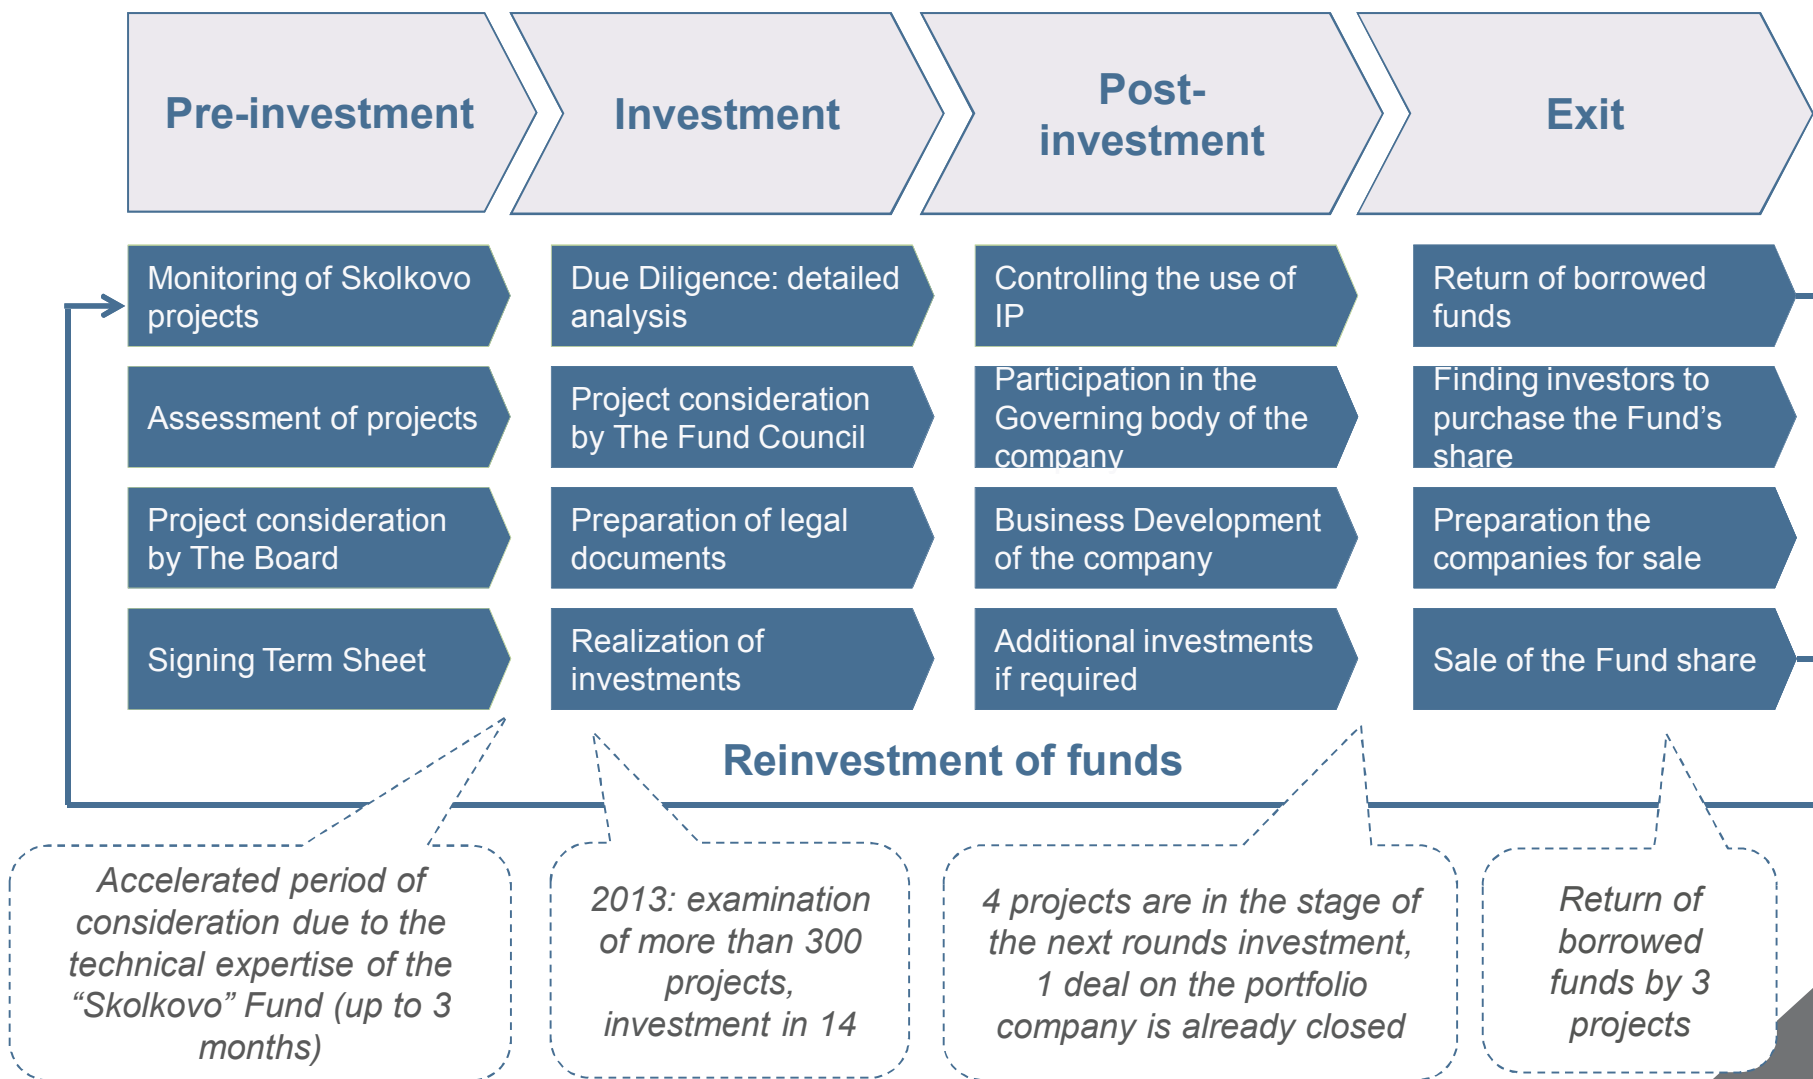 Pre-investment
Investment
Post-
investment
Exit
Monitoring of Skolkovo
projects
Due Diligence: detailed
analysis
Controlling the use of
IP
Return of borrowed
funds
Assessment of projects
Project consideration
by The Fund Council
Participation in the
Governing body of the
company
Finding investors to
purchase the Fund’s
share
Project consideration
by The Board
Preparation of legal
documents
Business Development
of the company
Preparation the
companies for sale
Signing Term Sheet
Realization of
investments
Additional investments
if required
Sale of the Fund share
Reinvestment of funds
Accelerated period of
consideration due to the
technical expertise of the
“Skolkovo” Fund (up to 3
months)
2013: examination
of more than 300
projects,
investment in 14
4 projects are in the stage of
the next rounds investment,
1 deal on the portfolio
company is already closed
Return of
borrowed
funds by 3
projects